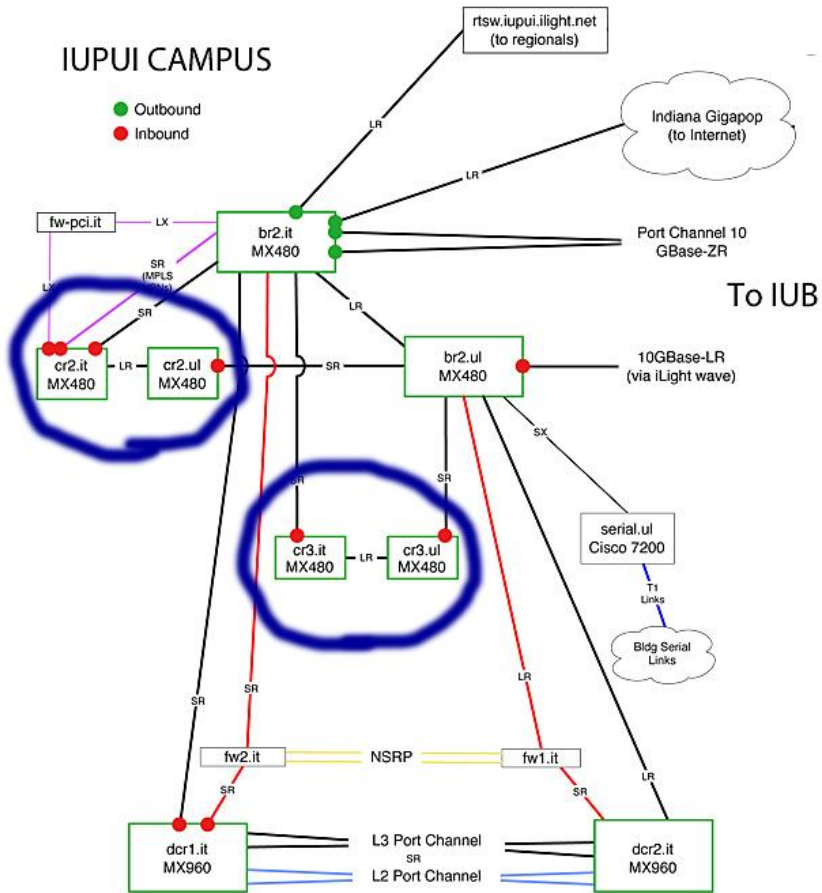 rtsw.iupui.ilight.net
(to regionals)
IUPUI CAMPUS
Outbound
Inbound
LR
Indiana Gigapop
(to Internet)
LR
fw-pci.it
LX
br2.it
MX480
Port Channel 10
GBase-ZR
SR
(MPLS
LX
SR
LR
To IUB
cr2.it
MX480
LR
cr2.ul
MX480
SR
br2.ul
MX480
10GBase-LR
(via iLight wave)
SX
SR
SR
cr3.it
MX480
LR
cr3.ul
MX480
serial.ul
Cisco 7200
T1
Links
Bldg Serial
Links
SR
SR
LR
fw2.it
NSRP
fw1.it
SR
SR
LR
dcr1.it
MX960
L3 Port Channel
SR
L2 Port Channel
dcr2.it
MX960